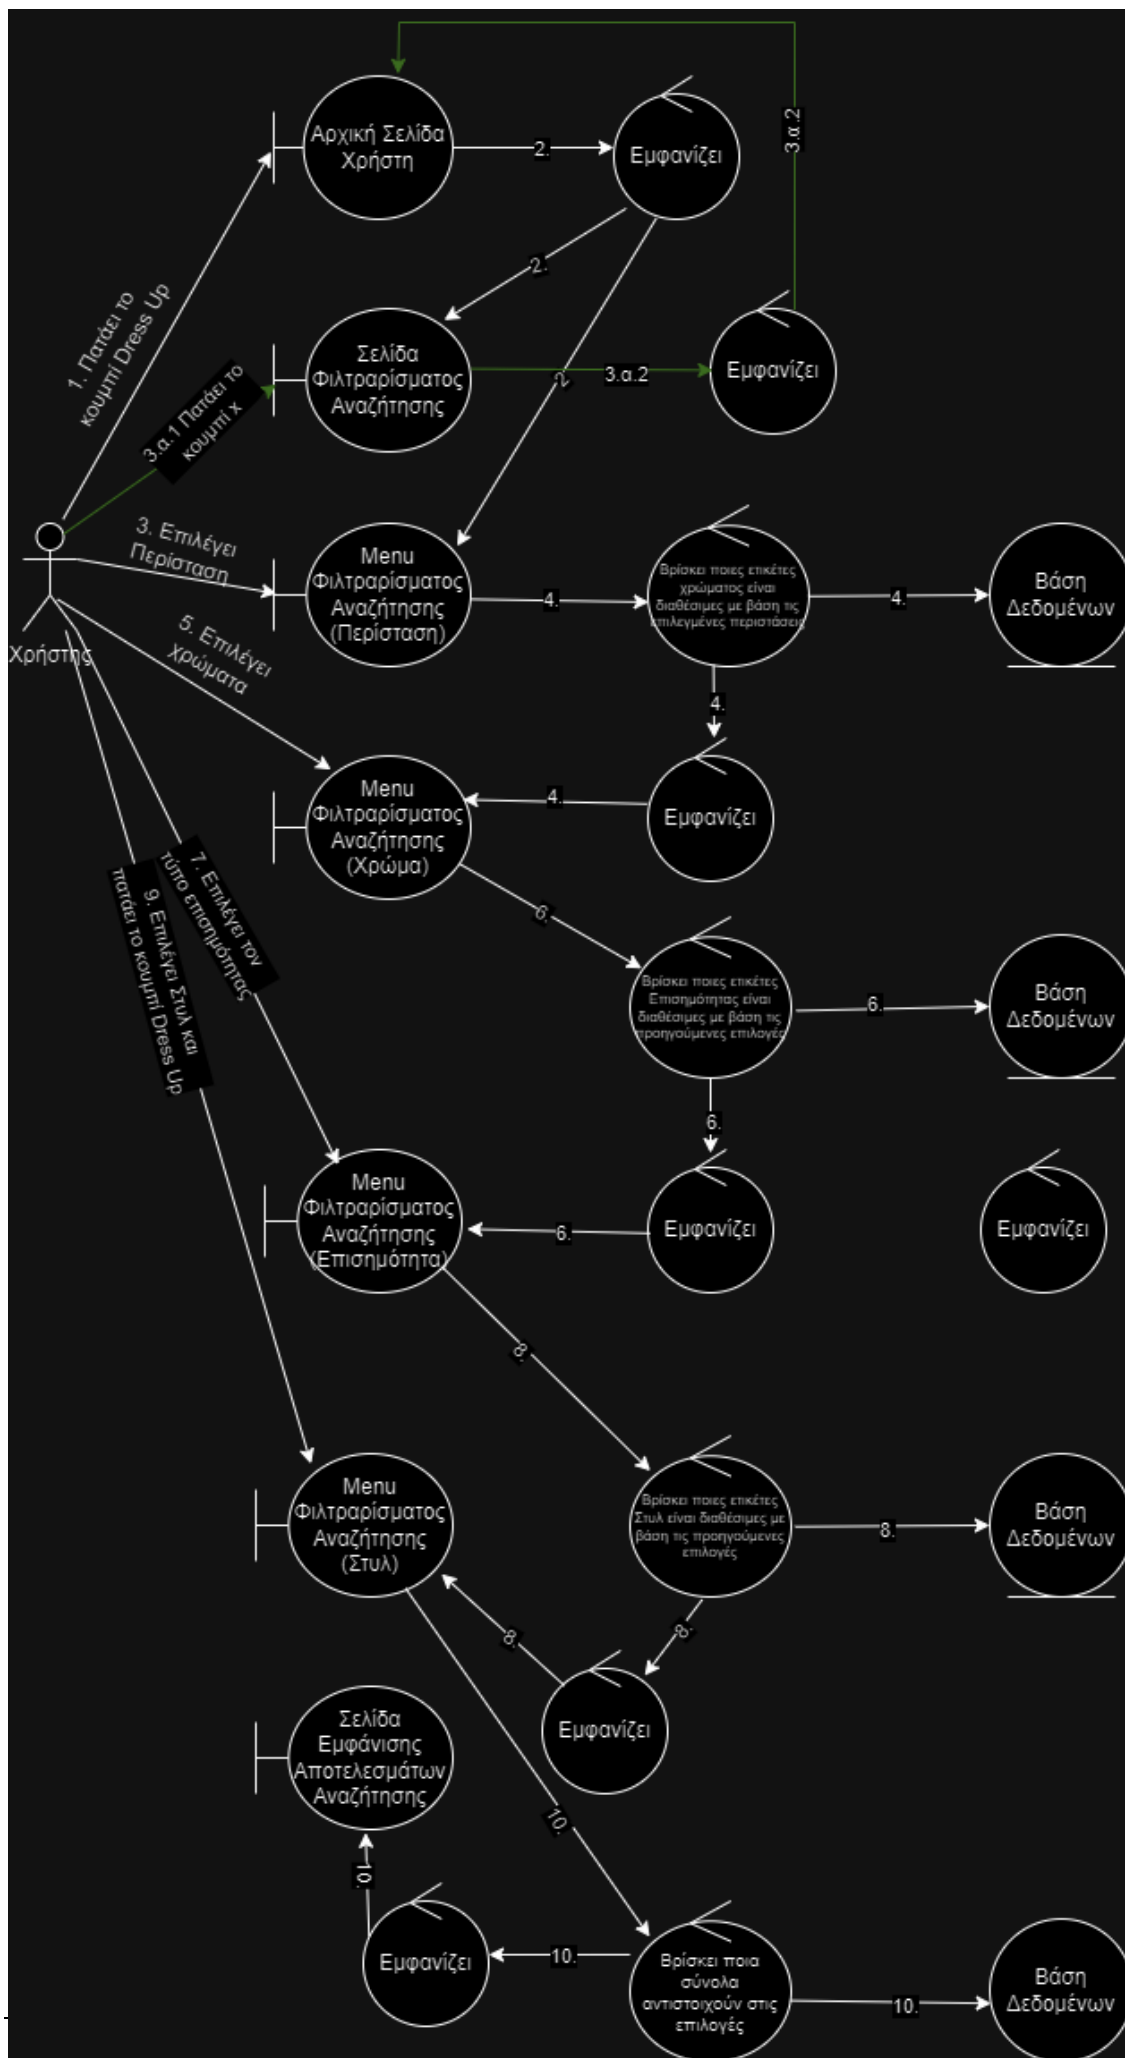 Αρχική Σελίδα
Χρήστη
2.
Εμφανίζει
3.α.2
2.
1. Πατάει το
κουμπί Dress Up
Σελίδα
Φιλτραρίσματος
Αναζήτησης
2.
3.α.2
Εμφανίζει
3.α.1 Πατάει το
κουμπί x
3. Επιλέγει
Περίσταση
Menu
Φιλτραρίσματος
Αναζήτησης
(Περίσταση)
4.
Βρίσκει ποιες ετικέτες
χρώματος είναι
διαθέσιμες με βάση τις
επιλεγμένες περιστάσεις
4.
Βάση
Δεδομένων
Χρήστης
5. Επιλέγει
χρώματα
4.
Menu
Φιλτραρίσματος
Αναζήτησης
(Χρώμα)
4.
Εμφανίζει
7. Επιλέγει τον
τύπο επισημότητας
9. Επιλέγει Στυλ και
πατάει το κουμπί Dress Up
6.
Βρίσκει ποιες ετικέτες
Επισημότητας είναι
διαθέσιμες με βάση τις
προηγούμενες επιλογές
6.
Βάση
Δεδομένων
6.
Menu
Φιλτραρίσματος
Αναζήτησης
(Επισημότητα)
6.
Εμφανίζει
Εμφανίζει
8.
Menu
Φιλτραρίσματος
Αναζήτησης
(Στυλ)
Βρίσκει ποιες ετικέτες
Στυλ είναι διαθέσιμες με
βάση τις προηγούμενες
επιλογές
8.
Βάση
Δεδομένων
8.
8.
Εμφανίζει
Σελίδα
Εμφάνισης
Αποτελεσμάτων
Αναζήτησης
10.
10.
Εμφανίζει
10.
Βρίσκει ποια
σύνολα
αντιστοιχούν στις
επιλογές
10.
Βάση
Δεδομένων